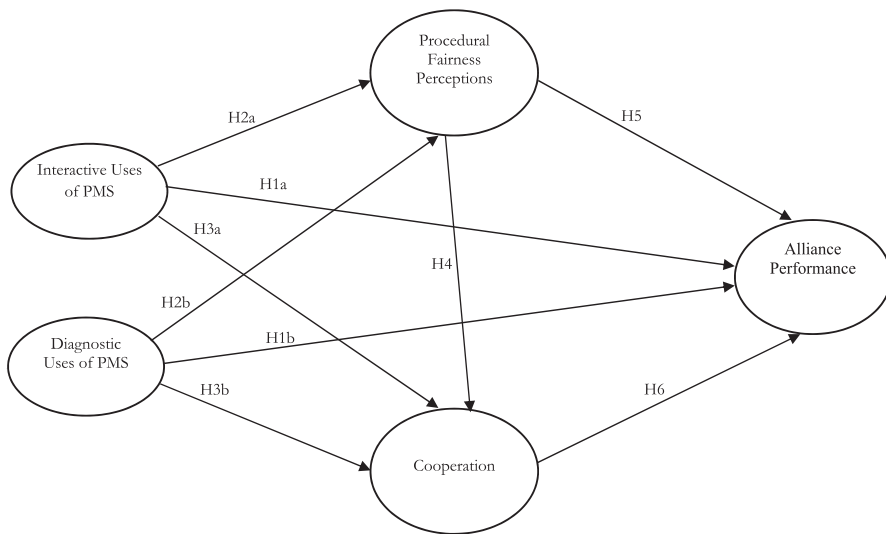 Procedural
Fairness
Perceptions
H2a
H5
Interactive Uses
of PMS
H1a
H3a
Alliance
Performance
H4
H2b
H1b
Diagnostic
Uses of PMS
H3b
H6
Cooperation